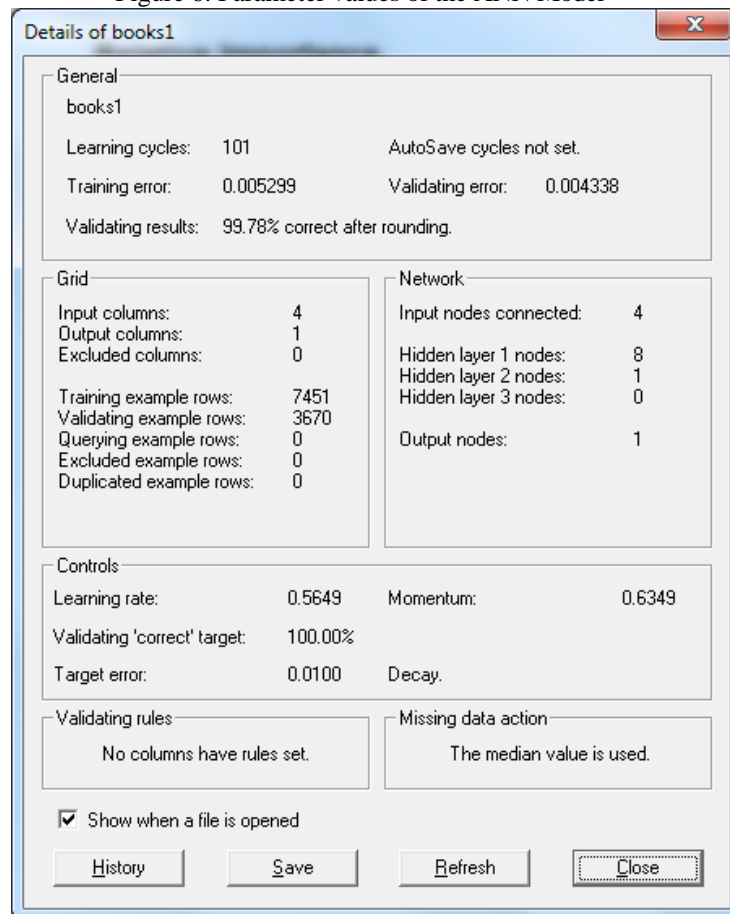 Figure 6. Parameter values of the ANN Model
Details of books1
General
books1
Learning cycles: 101 AutoSave cycles not set.
Training error: 0.005299 Validating error: 0.004338
Validating results: 99.78% correct after rounding.
Grid
Input columns: 4
Output columns: 1
Excluded columns: 0
Training example rows: 7451
Validating example rows: 3670
Querying example rows: 0
Excluded example rows: 0
Duplicated example rows: 0
Network
Input nodes connected: 4
Hidden layer 1 nodes: 8
Hidden layer 2 nodes: 1
Hidden layer 3 nodes: 0
Output nodes: 1
Controls
Learning rate: 0.5649 Momentum: 0.6349
Validating 'correct' target: 100.00%
Target error: 0.0100 Decay.
Validating rules
No columns have rules set.
Missing data action
The median value is used.
Show when a file is opened
History Save Refresh Close